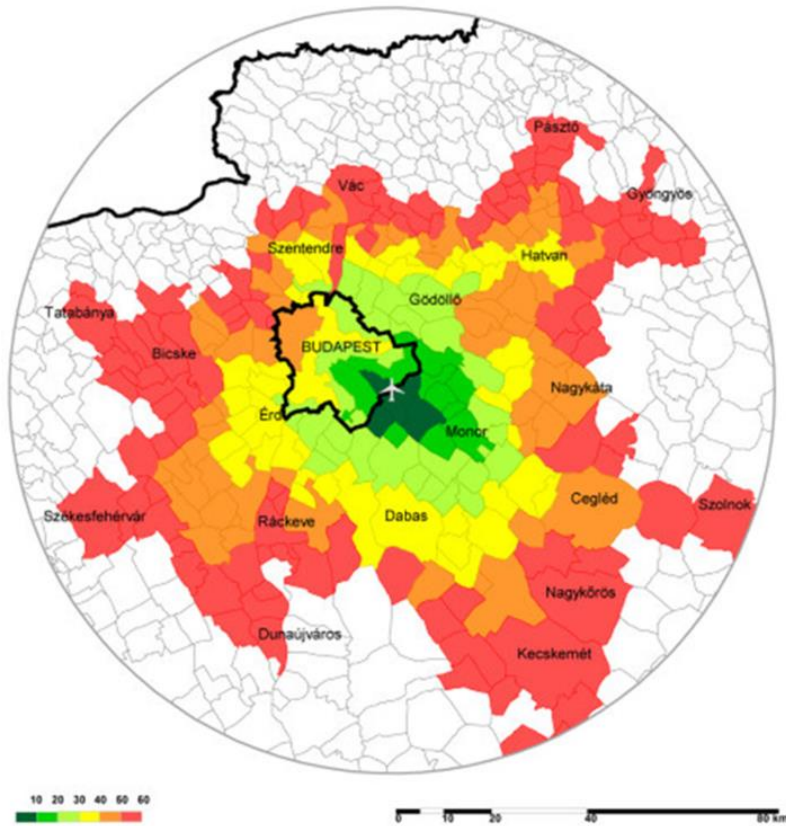 Pásztó
Gyöngyös
Vác
Szentendre
Hatvan
Gödöllő
Tatabánya
BUDAPEST
Bicske
Nagykáta
Érd
Monor
Cegléd
Székesfehérvár
Ráckeve
Dabas
Szolnok
Nagykőrös
Dunaújváros
Kecskemét
10 20 30 40 50 60
0 10 20 40 80 km